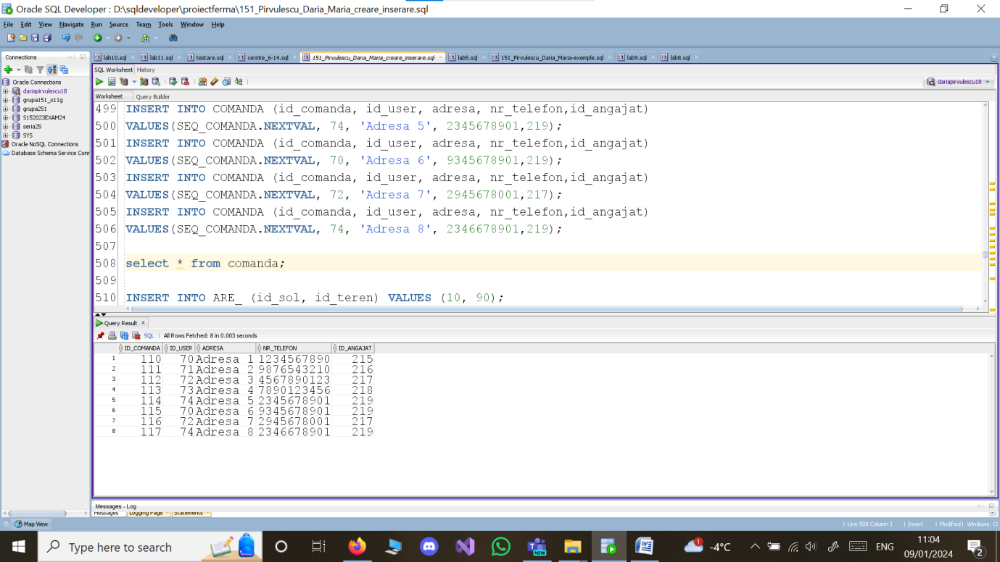 Oracle SQL Developer : D:\sqldeveloper\proiectferma\151_Pirvulescu_Daria_Maria_creare_inserare.sql
File Edit View Navigate Run Source Team Tools Window Help
Connections
lab10.sql lab11.sql testare.sql cerinte_6-14.sql 151_Pirvulescu_Daria_Maria_creare_inserare.sql lab5.sql 151_Pirvulescu_Daria_Maria-exemple.sql lab9.sql lab8.sql
Oracle Connections
dariapirvulescu18
grupa151_o11g
grupa251
S152023EXAM24
seria25
SYS
Oracle NoSQL Connections
Database Schema Service Conn
SQL Worksheet History
dariapirvulescu18
Worksheet Query Builder
499 INSERT INTO COMANDA (id_comanda, id_user, adresa, nr_telefon,id_angajat)
500 VALUES(SEQ_COMANDA.NEXTVAL, 74, 'Adresa 5', 2345678901,219);
501 INSERT INTO COMANDA (id_comanda, id_user, adresa, nr_telefon,id_angajat)
502 VALUES(SEQ_COMANDA.NEXTVAL, 70, 'Adresa 6', 9345678901,219);
503 INSERT INTO COMANDA (id_comanda, id_user, adresa, nr_telefon,id_angajat)
504 VALUES(SEQ_COMANDA.NEXTVAL, 72, 'Adresa 7', 2945678001,217);
505 INSERT INTO COMANDA (id_comanda, id_user, adresa, nr_telefon,id_angajat)
506 VALUES(SEQ_COMANDA.NEXTVAL, 74, 'Adresa 8', 2346678901,219);
507
508 select * from comanda;
509
510 INSERT INTO ARE_ (id_sol, id_teren) VALUES (10, 90);
Query Result
SQL | All Rows Fetched: 8 in 0.003 seconds
ID_COMANDA ID_USER ADRESA NR_TELEFON ID_ANGAJAT
1 110 70 Adresa 1 1234567890 215
2 111 71 Adresa 2 9876543210 216
3 112 72 Adresa 3 4567890123 217
4 113 73 Adresa 4 7890123456 218
5 114 74 Adresa 5 2345678901 219
6 115 70 Adresa 6 9345678901 219
7 116 72 Adresa 7 2945678001 217
8 117 74 Adresa 8 2346678901 219
Messages - Log
Messages Logging Page Statements
Map View
Line 508 Column 1 | Insert | Modified | Windows: C
Type here to search
NEW
1 -4°C
ENG
11:04
09/01/2024
2